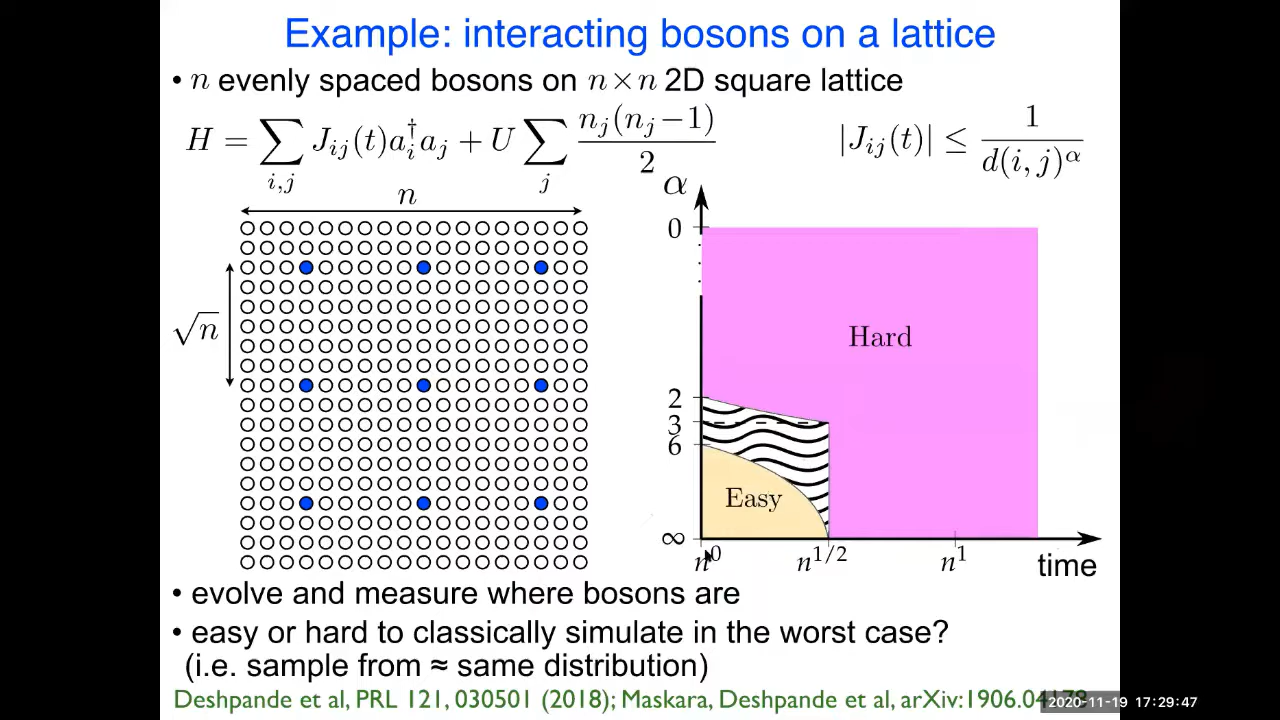 Example: interacting bosons on a lattice
• n evenly spaced bosons on n×n 2D square lattice
H = ∑_{i,j} J_{ij}(t)a_i^† a_j + U ∑_j n_j(n_j−1)/2
|J_{ij}(t)| ≤ 1/d(i,j)^α
n
√n
α
0
2
3
6
∞
Hard
Easy
n^0
n^{1/2}
n^1
time
• evolve and measure where bosons are
• easy or hard to classically simulate in the worst case?
(i.e. sample from ≈ same distribution)
Deshpande et al, PRL 121, 030501 (2018); Maskara, Deshpande et al, arXiv:1906.04178
2020-11-19 17:29:47